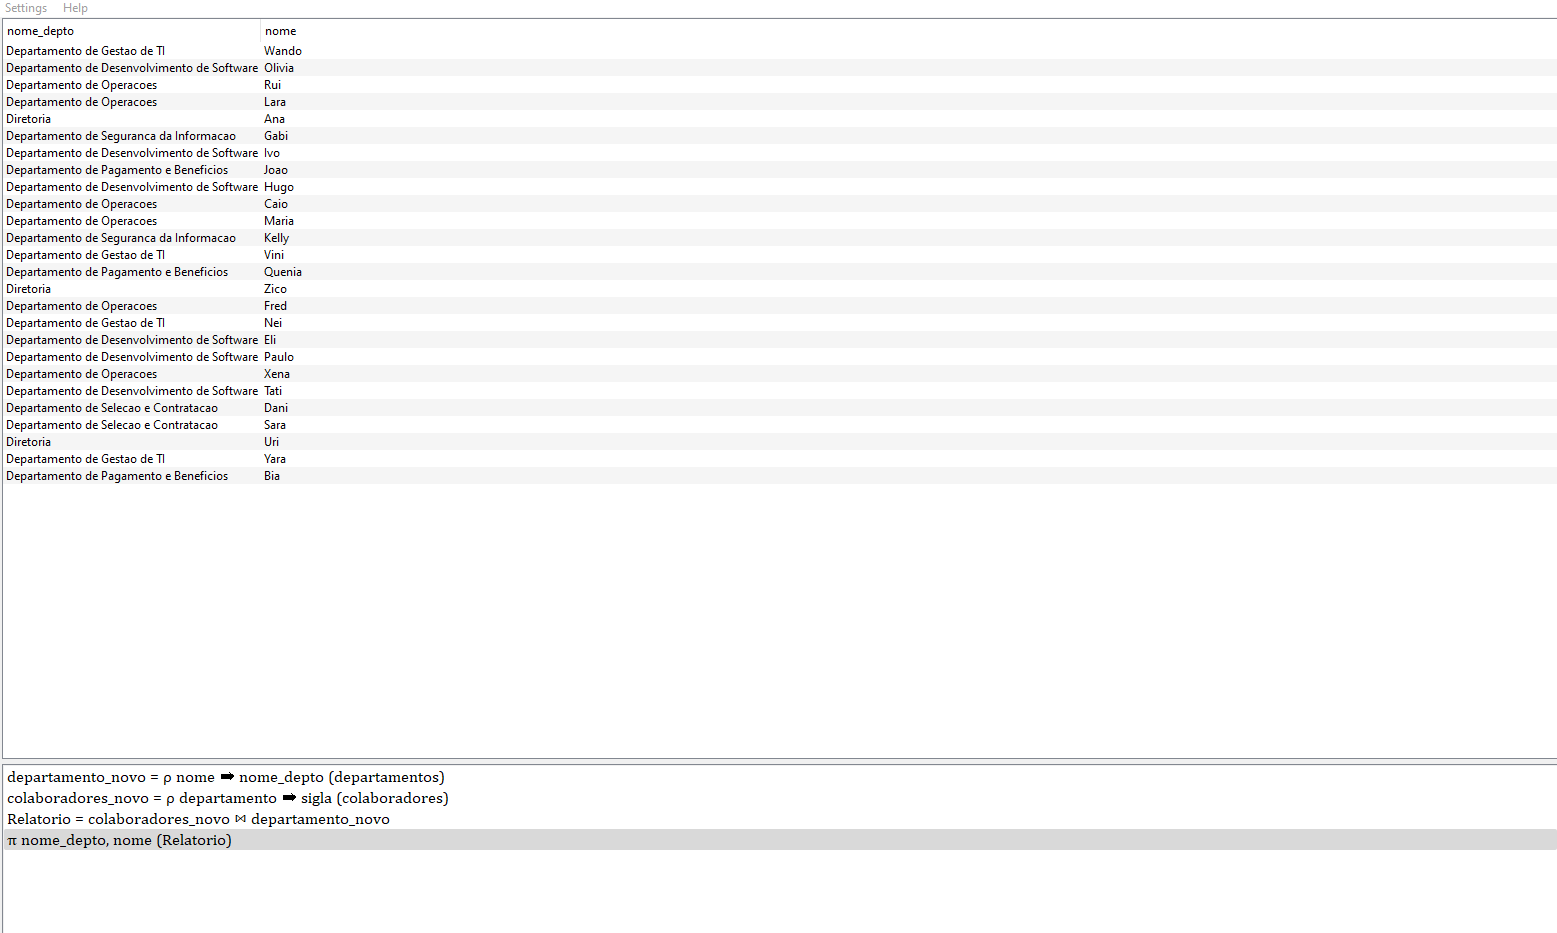 Settings Help
nome_depto nome
Departamento de Gestao de TI Wando
Departamento de Desenvolvimento de Software Olivia
Departamento de Operacoes Rui
Departamento de Operacoes Lara
Diretoria Ana
Departamento de Seguranca da Informacao Gabi
Departamento de Desenvolvimento de Software Ivo
Departamento de Pagamento e Beneficios Joao
Departamento de Desenvolvimento de Software Hugo
Departamento de Operacoes Caio
Departamento de Operacoes Maria
Departamento de Seguranca da Informacao Kelly
Departamento de Gestao de TI Vini
Departamento de Pagamento e Beneficios Quenia
Diretoria Zico
Departamento de Operacoes Fred
Departamento de Gestao de TI Nei
Departamento de Desenvolvimento de Software Eli
Departamento de Desenvolvimento de Software Paulo
Departamento de Operacoes Xena
Departamento de Desenvolvimento de Software Tati
Departamento de Selecao e Contratacao Dani
Departamento de Selecao e Contratacao Sara
Diretoria Uri
Departamento de Gestao de TI Yara
Departamento de Pagamento e Beneficios Bia
departamento_novo = ρ nome ➡ nome_depto (departamentos)
colaboradores_novo = ρ departamento ➡ sigla (colaboradores)
Relatorio = colaboradores_novo ⋈ departamento_novo
π nome_depto, nome (Relatorio)